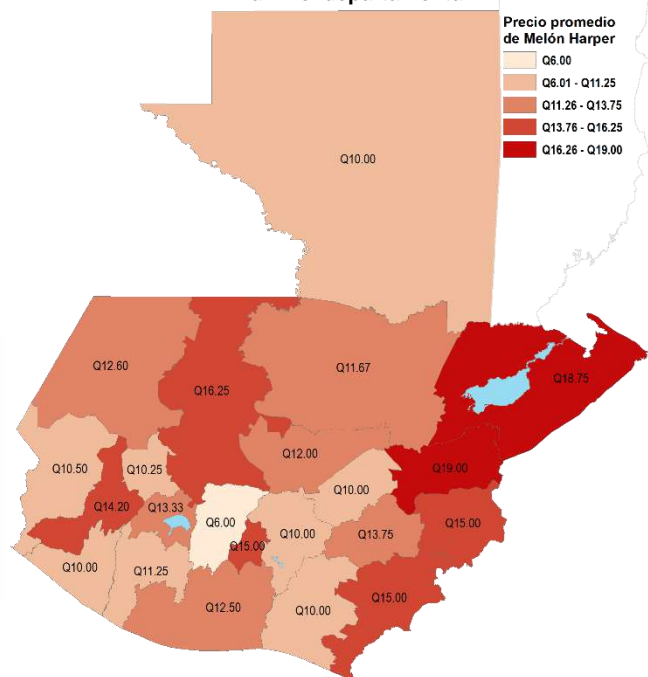 Precio promedio
de Melón Harper
Q6.00
Q6.01 - Q11.25
Q11.26 - Q13.75
Q13.76 - Q16.25
Q16.26 - Q19.00
Q10.00
Q12.60
Q16.25
Q11.67
Q18.75
Q10.50
Q10.25
Q12.00
Q19.00
Q14.20
Q13.33
Q6.00
Q10.00
Q15.00
Q10.00
Q13.75
Q15.00
Q10.00
Q11.25
Q12.50
Q10.00
Q15.00